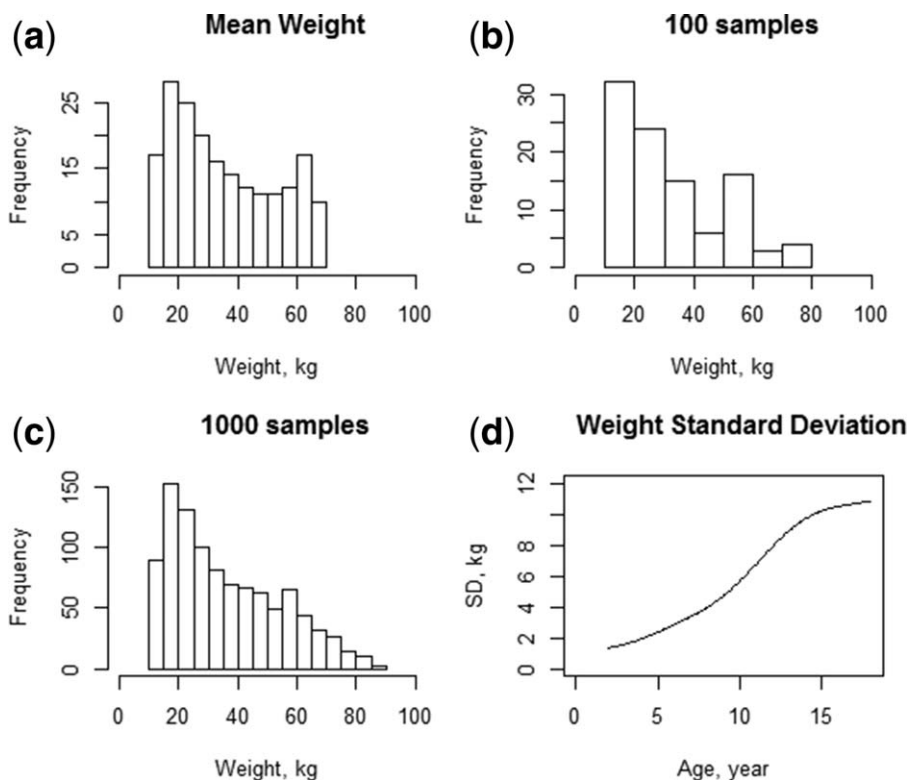 (a) Mean Weight
Frequency
25
15
5
0
0 20 40 60 80 100
Weight, kg
(b) 100 samples
Frequency
30
20
10
0
0 20 40 60 80 100
Weight, kg
(c) 1000 samples
Frequency
150
100
50
0
0 20 40 60 80 100
Weight, kg
(d) Weight Standard Deviation
SD, kg
12
8
6
4
2
0
0 5 10 15
Age, year